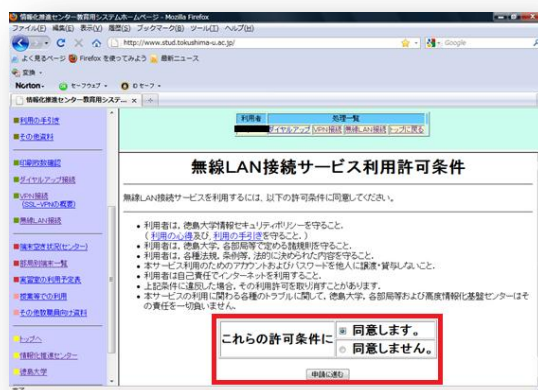 情報化推進センター教育用システムホームページ - Mozilla Firefox
ファイル(F) 編集(E) 表示(V) 履歴(S) ブックマーク(B) ツール(T) ヘルプ(H)
http://www.stud.tokushima-u.ac.jp/
Google
よく見るページ Firefox を使ってみよう 最新ニュース
変換
Norton
情報化推進センター教育用システ...
利用の手引き
その他資料
印刷枚数確認
ダイヤルアップ接続
VPN接続
(SSL-VPNの概要)
無線LAN接続
端末空き状況(センター)
部局別端末一覧
実習室の利用予定表
授業等での利用
その他教職員向け資料
トップへ
情報化推進センター
徳島大学
利用者 処理一覧
ダイヤルアップ VPN接続 無線LAN接続 トップに戻る
無線LAN接続サービス利用許可条件
無線LAN接続サービスを利用するには、以下の許可条件に同意してください。
利用者は、徳島大学情報セキュリティポリシーを守ること。
(利用の心得及び、利用の手引きを守ること。)
利用者は、徳島大学、各部局等で定める諸規則を守ること。
利用者は、各種法規、条例等、法的に決められた内容を守ること。
本サービス利用のためのアカウントおよびパスワードを他人に譲渡・貸与しないこと。
利用者は自己責任でインターネットを利用すること。
上記条件に違反した場合、その利用許可を取り消すことがあります。
本サービスの利用に関わる各種のトラブルに関して、徳島大学、各部局等および高度情報化基盤センターはその責任を一切負いません。
これらの許可条件に
同意します。
同意しません。
申請に進む
完了